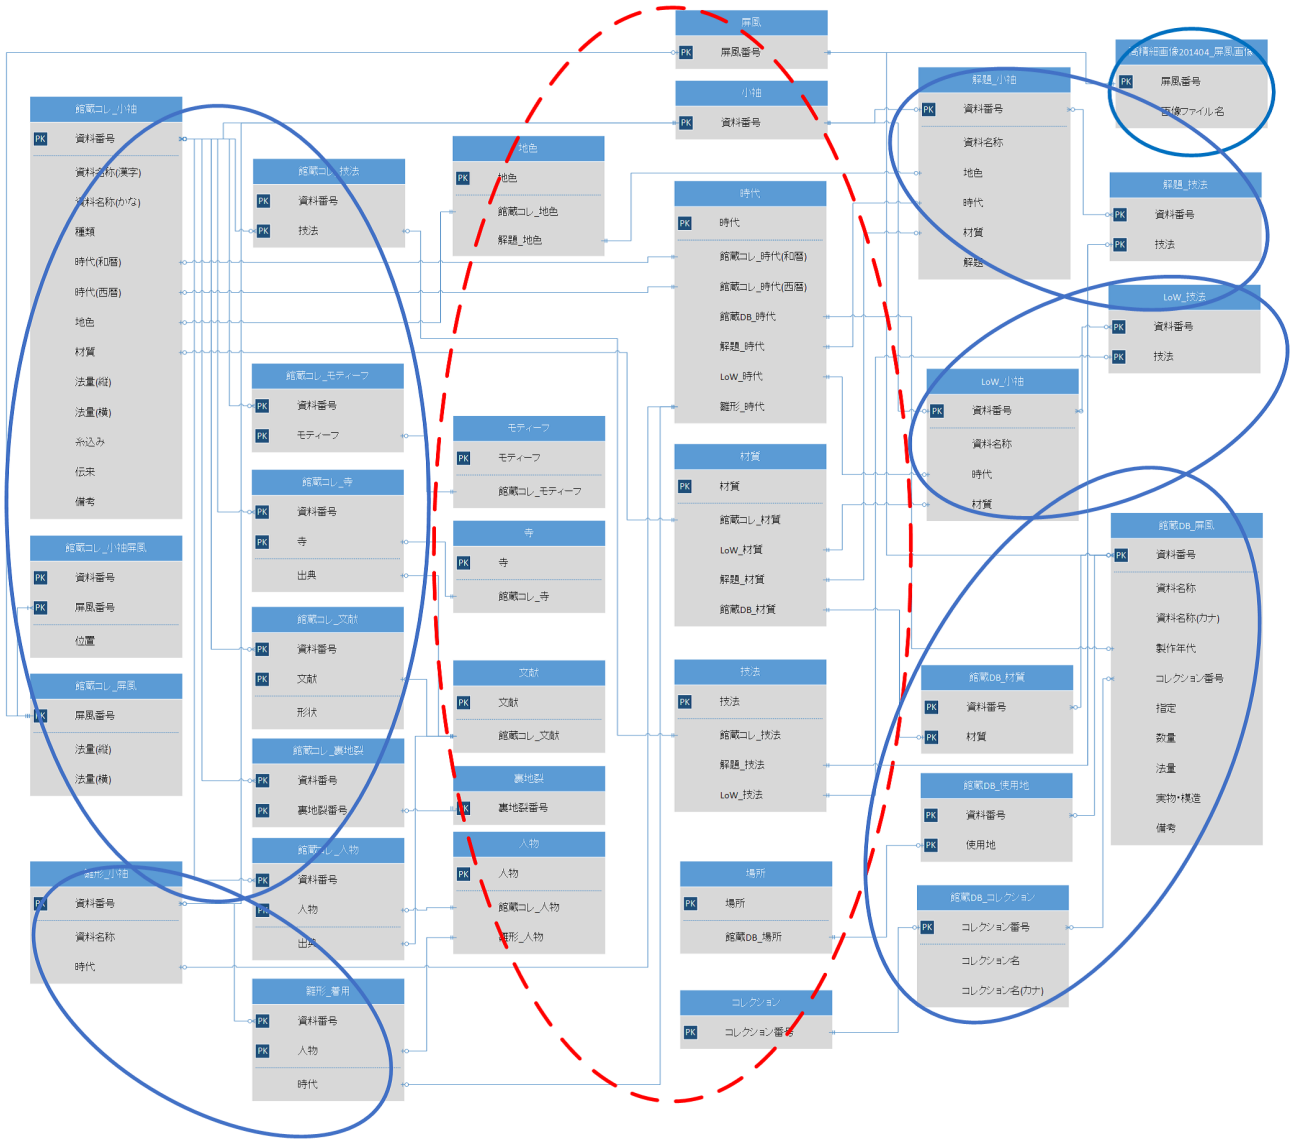 館蔵コレ_小袖
PK 資料番号
資料名称(漢字)
資料名称(かな)
種類
時代(和暦)
時代(西暦)
地色
材質
法量(縦)
法量(横)
糸込み
伝来
備考
館蔵コレ_小袖屏風
PK 資料番号
PK 屏風番号
位置
館蔵コレ_屏風
PK 屏風番号
法量(縦)
法量(横)
雛形_小袖
PK 資料番号
資料名称
時代
館蔵コレ_技法
PK 資料番号
PK 技法
館蔵コレ_モティーフ
PK 資料番号
PK モティーフ
館蔵コレ_寺
PK 資料番号
PK 寺
出典
館蔵コレ_文献
PK 資料番号
PK 文献
形状
館蔵コレ_裏地裂
PK 資料番号
PK 裏地裂番号
館蔵コレ_人物
PK 資料番号
PK 人物
出典
雛形_着用
PK 資料番号
PK 人物
時代
地色
PK 地色
館蔵コレ_地色
解題_地色
モティーフ
PK モティーフ
館蔵コレ_モティーフ
寺
PK 寺
館蔵コレ_寺
文献
PK 文献
館蔵コレ_文献
裏地裂
PK 裏地裂番号
人物
PK 人物
館蔵コレ_人物
雛形_人物
屏風
PK 屏風番号
小袖
PK 資料番号
時代
PK 時代
館蔵コレ_時代(和暦)
館蔵コレ_時代(西暦)
館蔵DB_時代
解題_時代
LoW_時代
雛形_時代
材質
PK 材質
館蔵コレ_材質
LoW_材質
解題_材質
館蔵DB_材質
技法
PK 技法
館蔵コレ_技法
解題_技法
LoW_技法
場所
PK 場所
館蔵DB_場所
コレクション
PK コレクション番号
解題_小袖
PK 資料番号
資料名称
地色
時代
材質
解題
LoW_小袖
PK 資料番号
資料名称
時代
材質
館蔵DB_材質
PK 資料番号
PK 材質
館蔵DB_使用地
PK 資料番号
PK 使用地
館蔵DB_コレクション
PK コレクション番号
コレクション名
コレクション名(カナ)
高精細画像201404_屏風画像
PK 屏風番号
画像ファイル名
解題_技法
PK 資料番号
PK 技法
LoW_技法
PK 資料番号
PK 技法
館蔵DB_屏風
PK 資料番号
資料名称
資料名称(カナ)
製作年代
コレクション番号
指定
数量
法量
実物・模造
備考